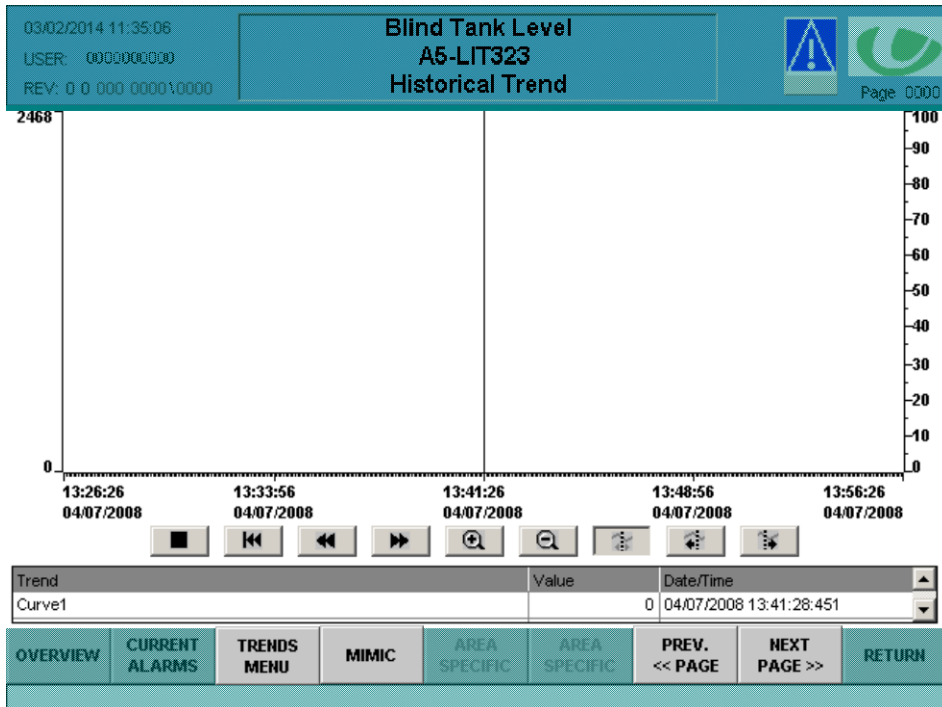 03/02/2014 11:35:06
USER: 0000000000
REV: 0 0 000 0000\0000
Blind Tank Level
A5-LIT323
Historical Trend
Page 0000
2468
0
100
90
80
70
60
50
40
30
20
10
0
13:26:26
04/07/2008
13:33:56
04/07/2008
13:41:26
04/07/2008
13:48:56
04/07/2008
13:56:26
04/07/2008
Trend Value Date/Time
Curve1 0 04/07/2008 13:41:28:451
OVERVIEW
CURRENT
ALARMS
TRENDS
MENU
MIMIC
AREA
SPECIFIC
AREA
SPECIFIC
PREV.
<< PAGE
NEXT
PAGE >>
RETURN